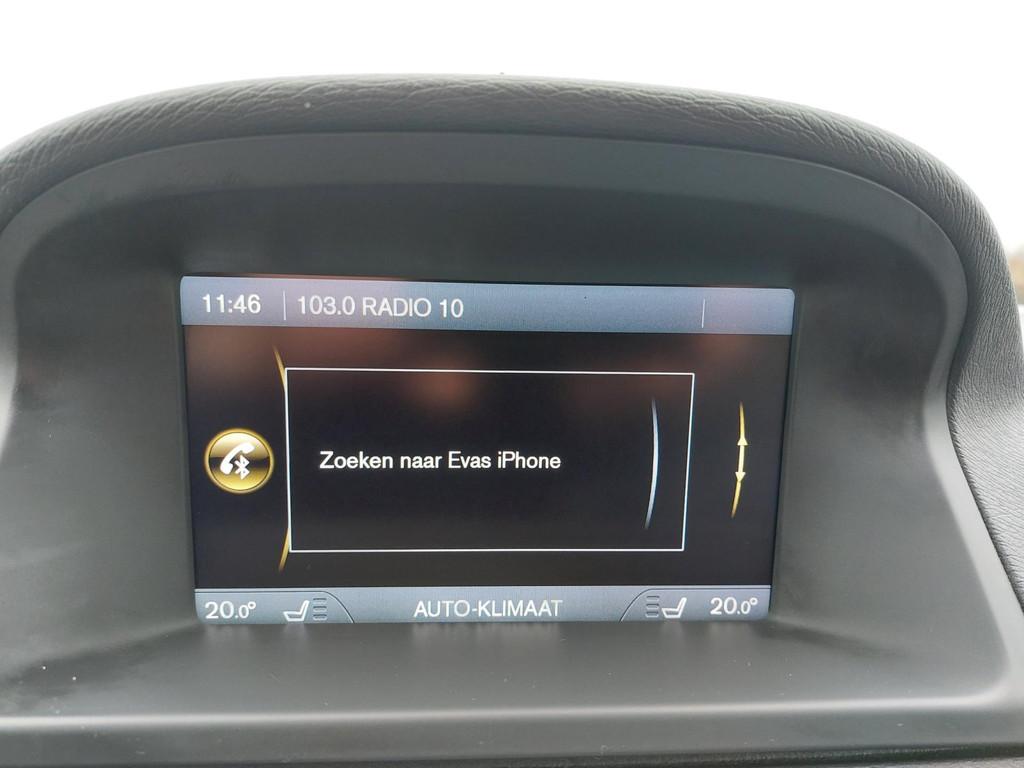 11:46 103.0 RADIO 10
Zoeken naar Evas iPhone
20.0° AUTO-KLIMAAT 20.0°